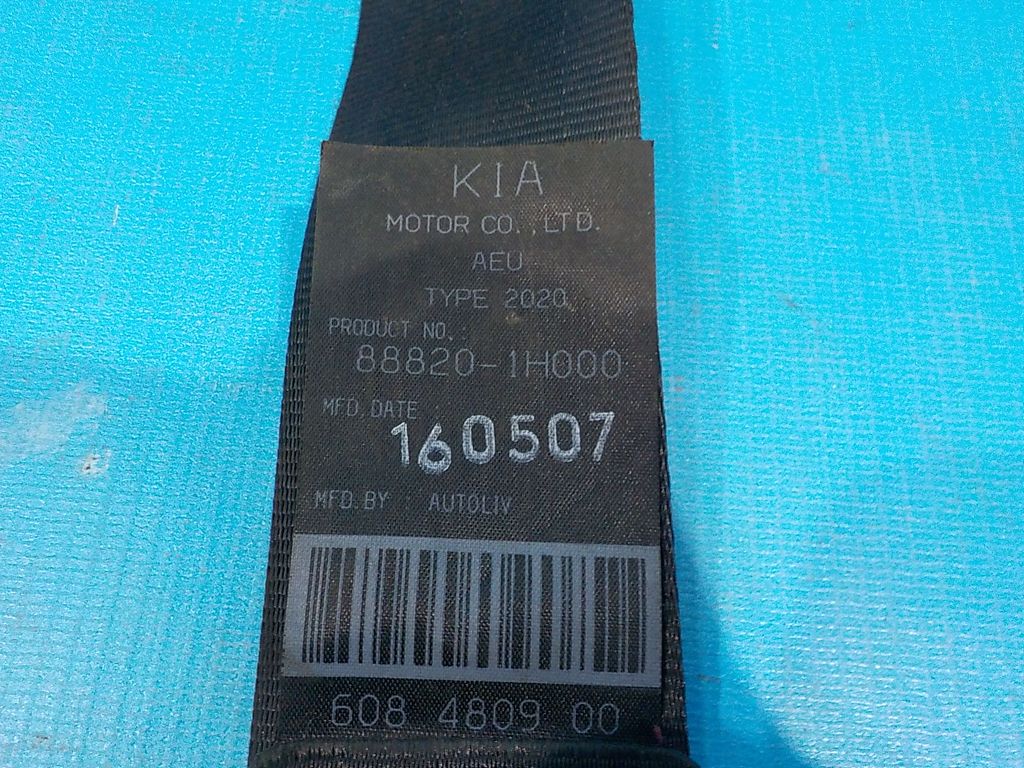 KIA
MOTOR CO.,LTD.
AEU
TYPE 2020
PRODUCT NO.:
88820-1H000
MFD.DATE :
160507
MFD.BY : AUTOLIV
608 4809 00